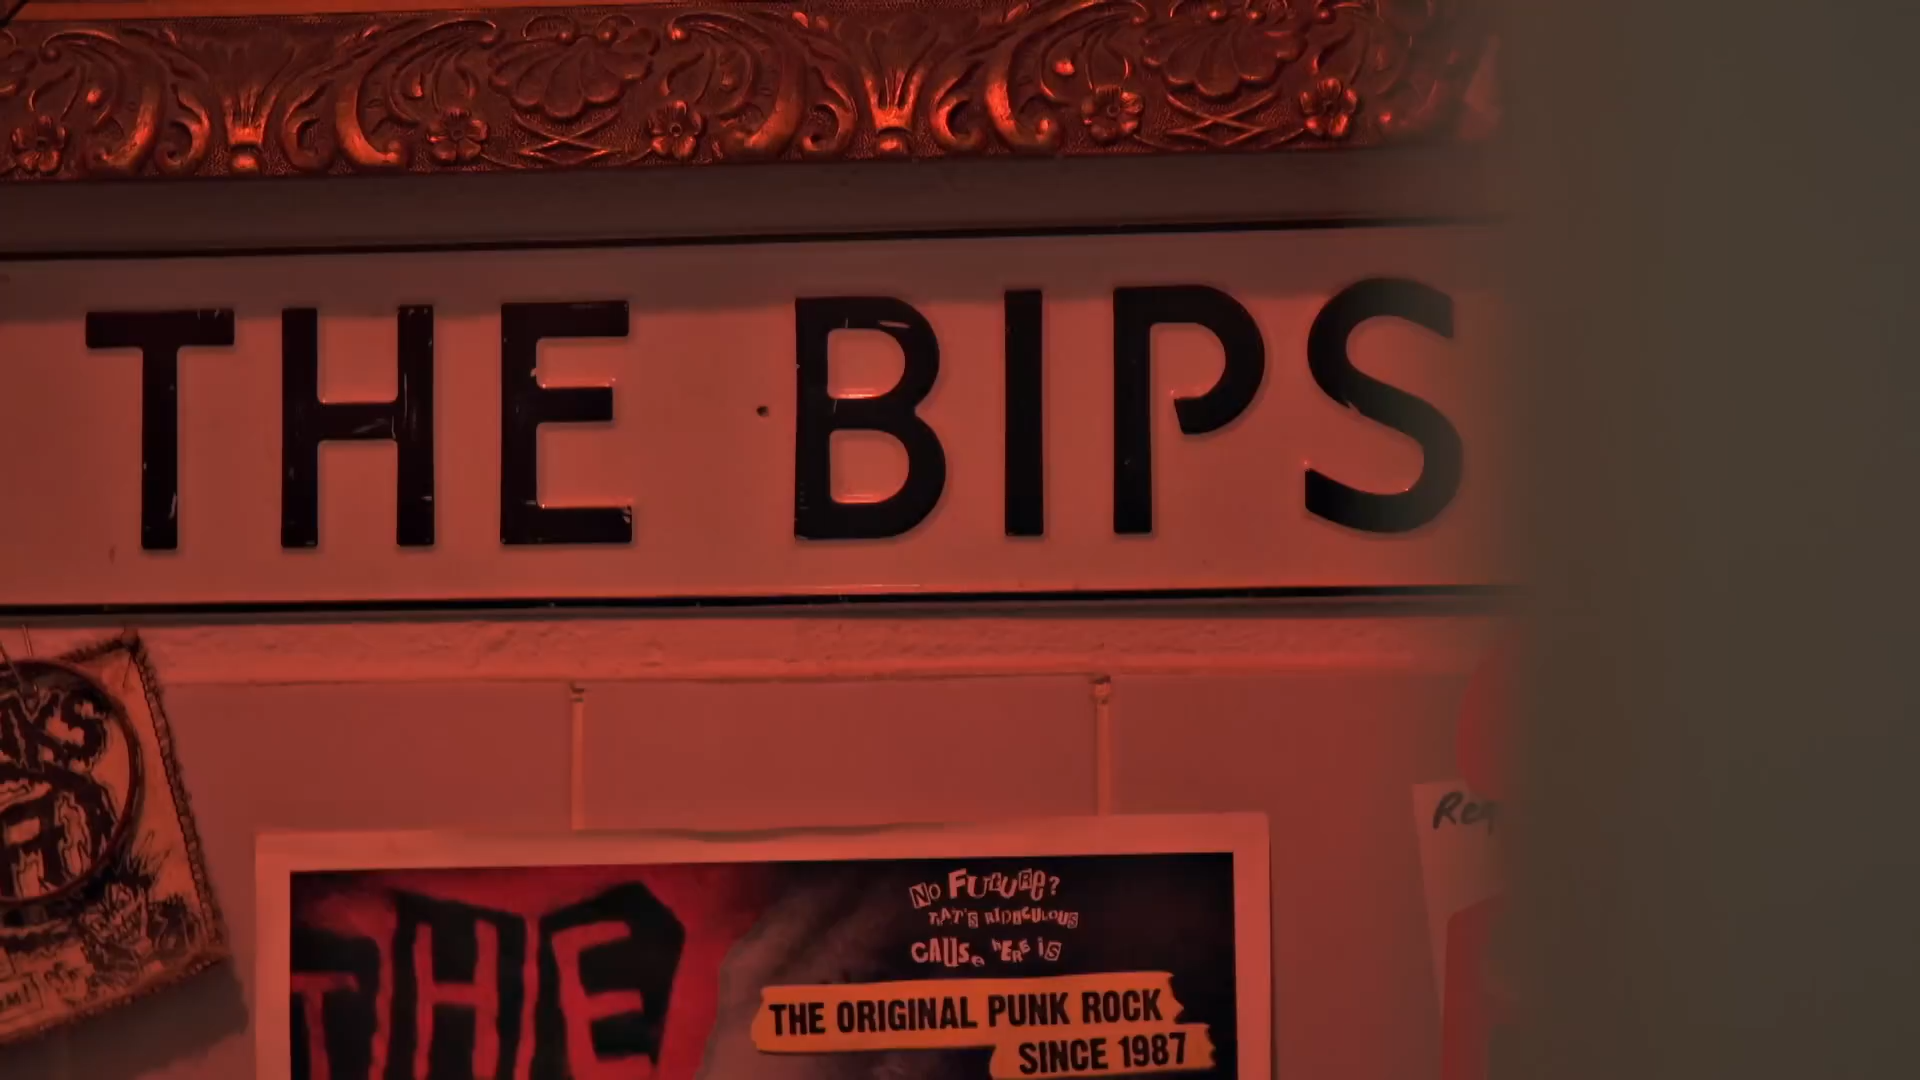 THE BIPS
NO FUTURE?
THAT'S RIDICULOUS
CAUSE HERE IS
THE
THE ORIGINAL PUNK ROCK
SINCE 1987